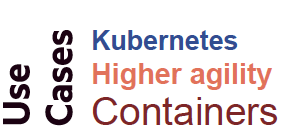 Use
Cases
Kubernetes
Higher agility
Containers